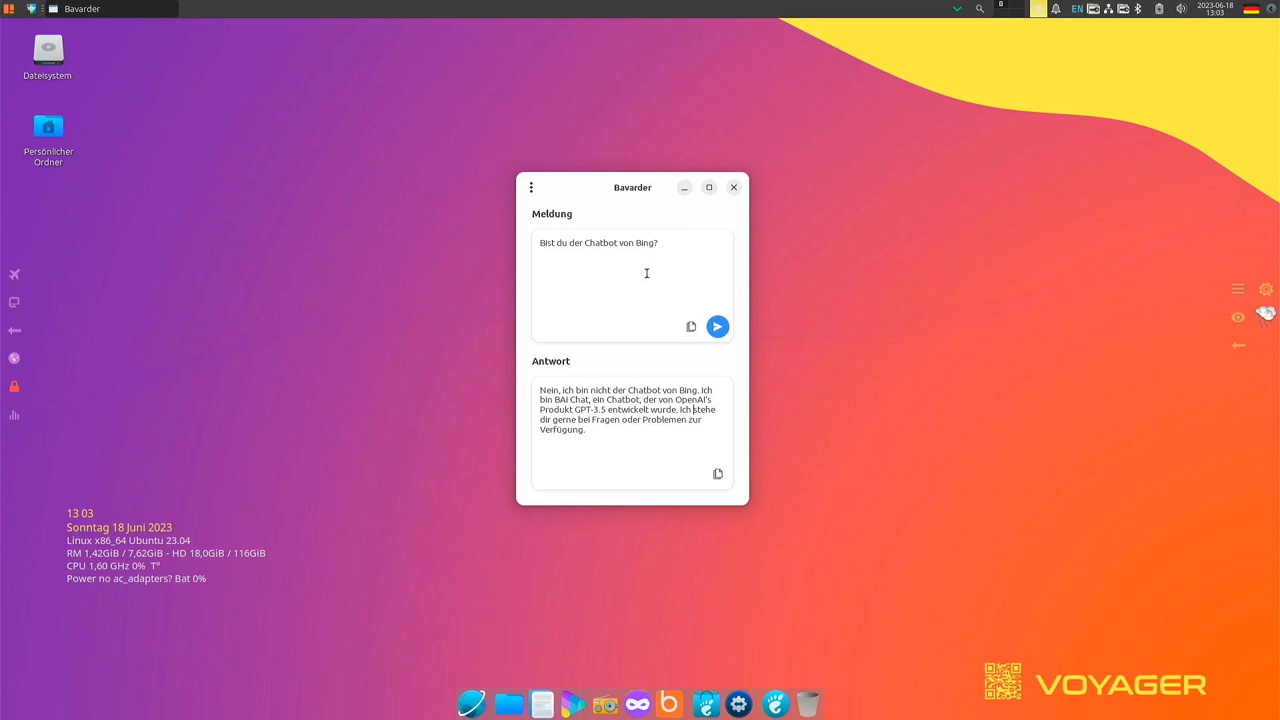 Bavarder
EN
2023-06-18
13:03
Dateisystem
Persönlicher
Ordner
Bavarder
Meldung
Bist du der Chatbot von Bing?
Antwort
Nein, ich bin nicht der Chatbot von Bing. Ich
bin BAI Chat, ein Chatbot, der von OpenAI's
Produkt GPT-3.5 entwickelt wurde. Ich stehe
dir gerne bei Fragen oder Problemen zur
Verfügung.
13 03
Sonntag 18 Juni 2023
Linux x86_64 Ubuntu 23.04
RM 1,42GiB / 7,62GiB - HD 18,0GiB / 116GiB
CPU 1,60 GHz 0% T°
Power no ac_adapters? Bat 0%
VOYAGER